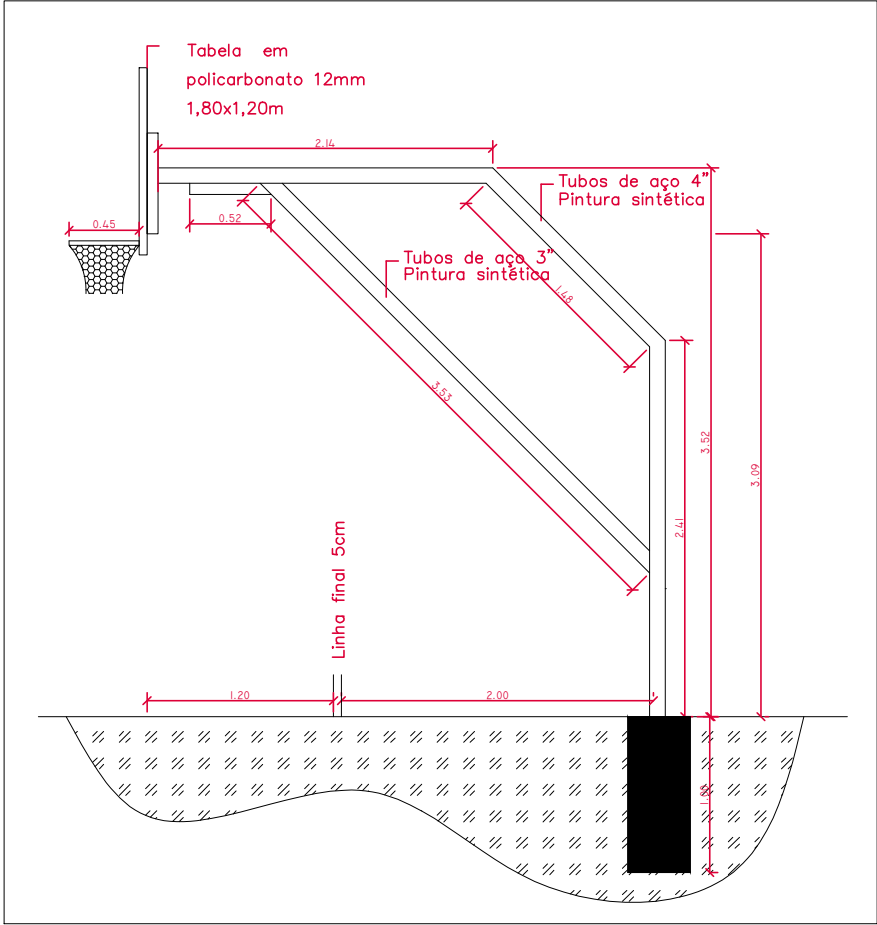 Tabela em
policarbonato 12mm
1,80x1,20m
2.14
Tubos de aço 4"
Pintura sintética
0.45
0.52
Tubos de aço 3"
Pintura sintética
1.48
3.53
3.52
3.09
2.41
Linha final 5cm
1.20
2.00